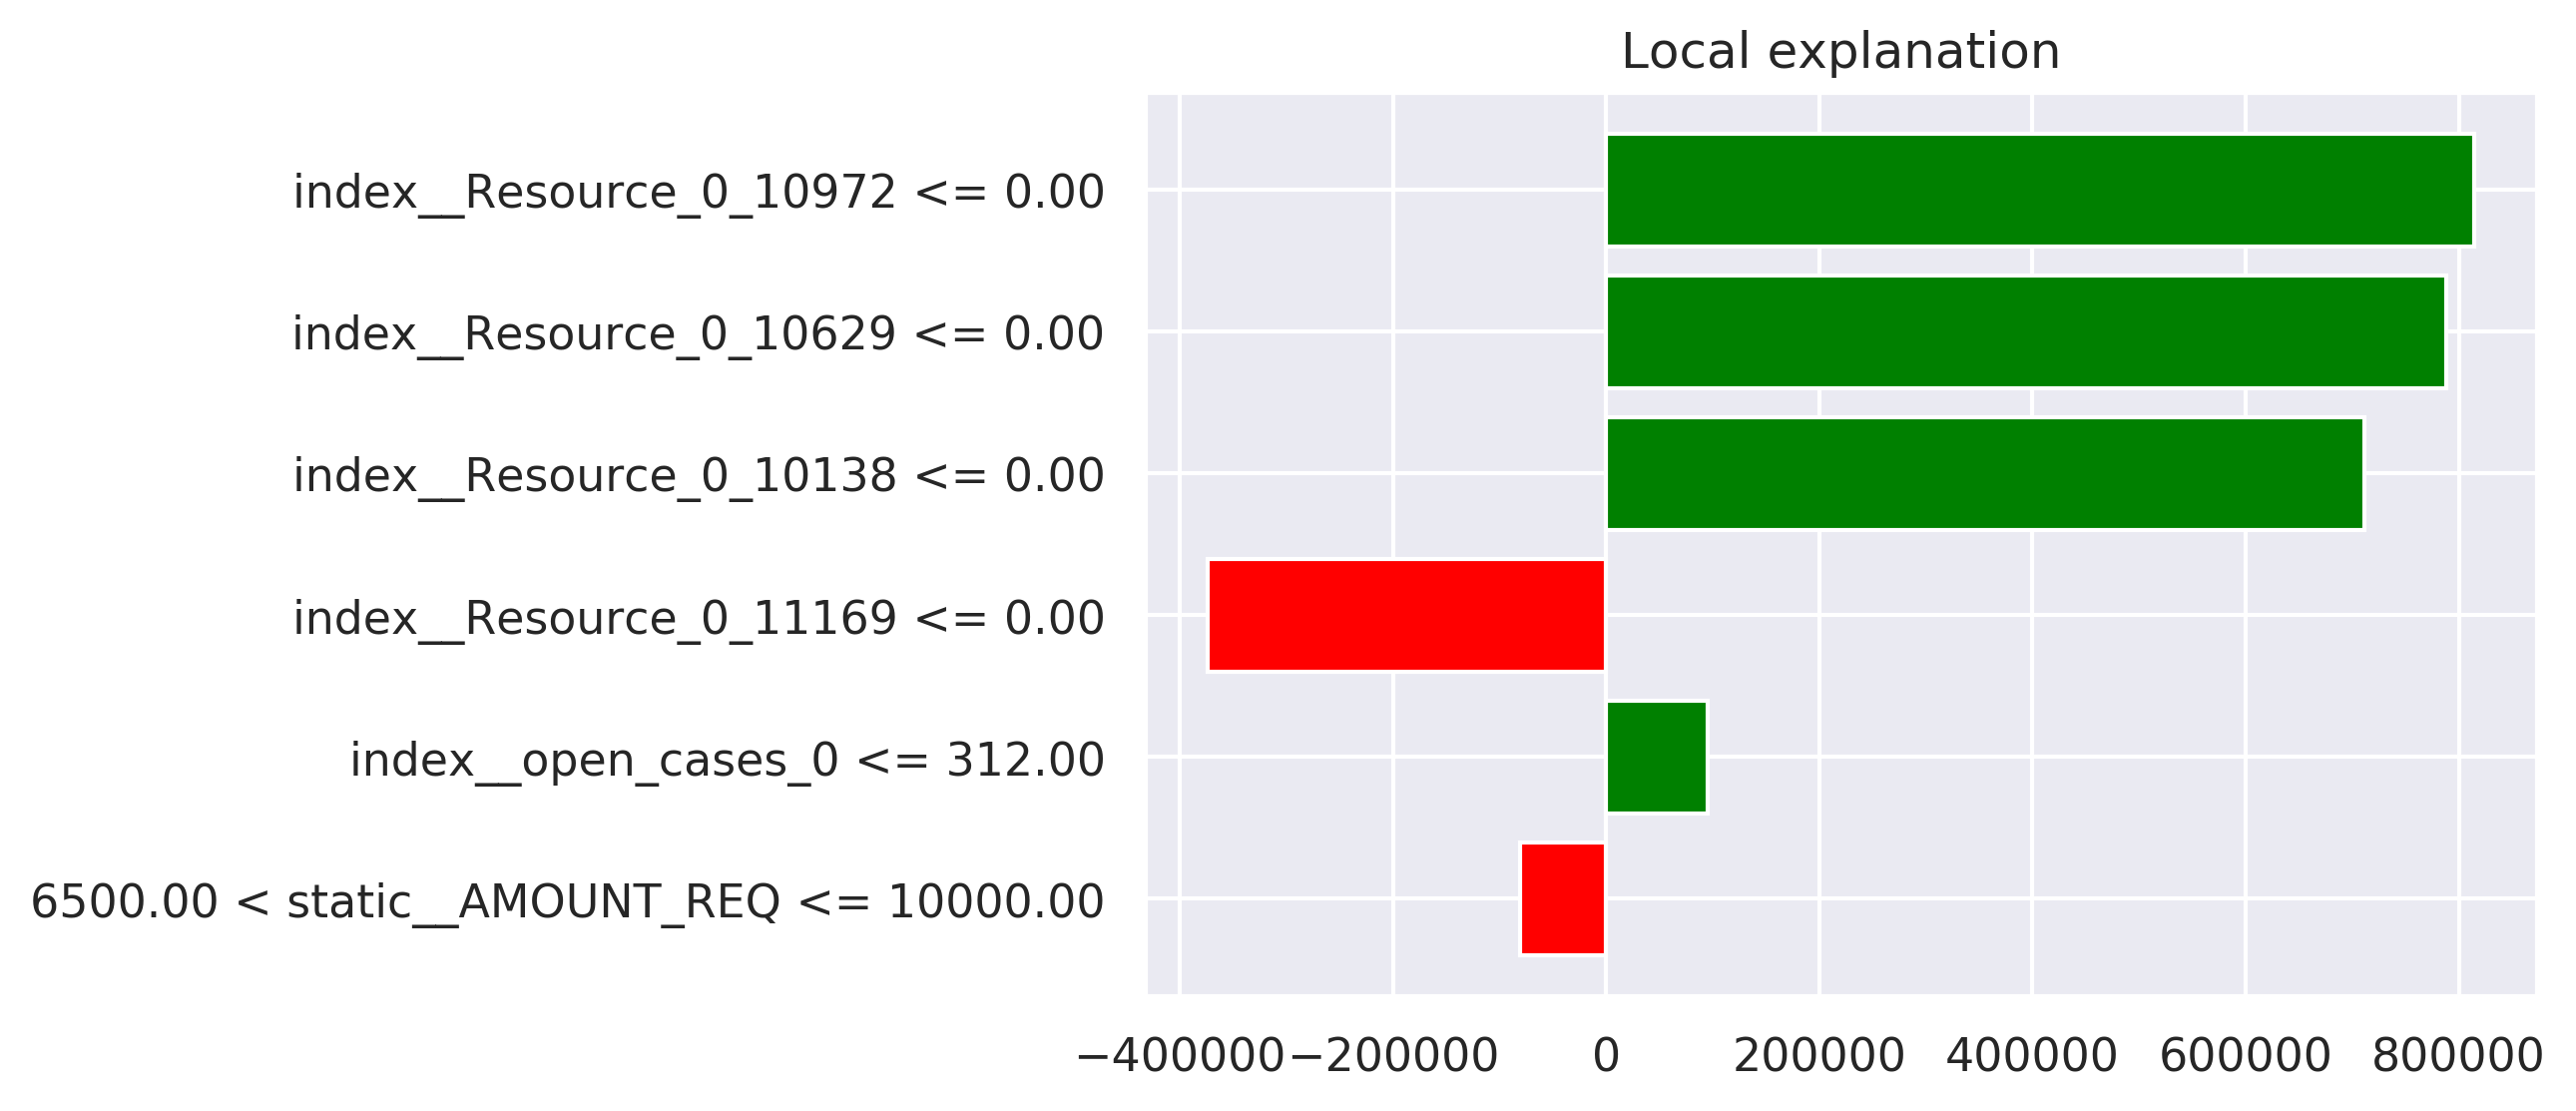 Local explanation
index__Resource_0_10972 <= 0.00
index__Resource_0_10629 <= 0.00
index__Resource_0_10138 <= 0.00
index__Resource_0_11169 <= 0.00
index__open_cases_0 <= 312.00
6500.00 < static__AMOUNT_REQ <= 10000.00
−400000 −200000 0 200000 400000 600000 800000